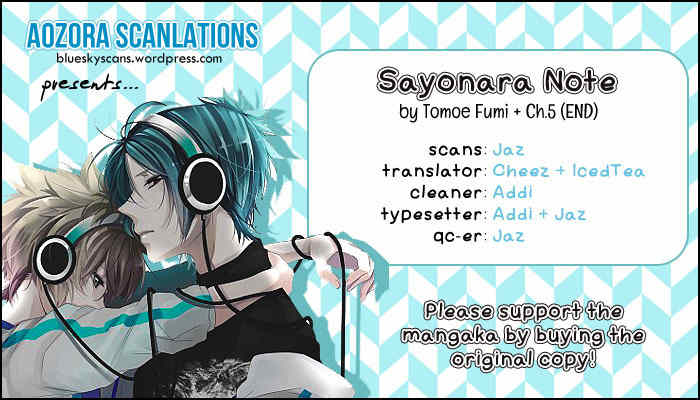 AOZORA SCANLATIONS
blueskyscans.wordpress.com
presents...
Sayonara Note
by Tomoe Fumi + Ch.5 (END)
scans: Jaz
translator: Cheez + IcedTea
cleaner: Addi
typesetter: Addi + Jaz
qc-er: Jaz
Please support the
mangaka by buying the
original copy!